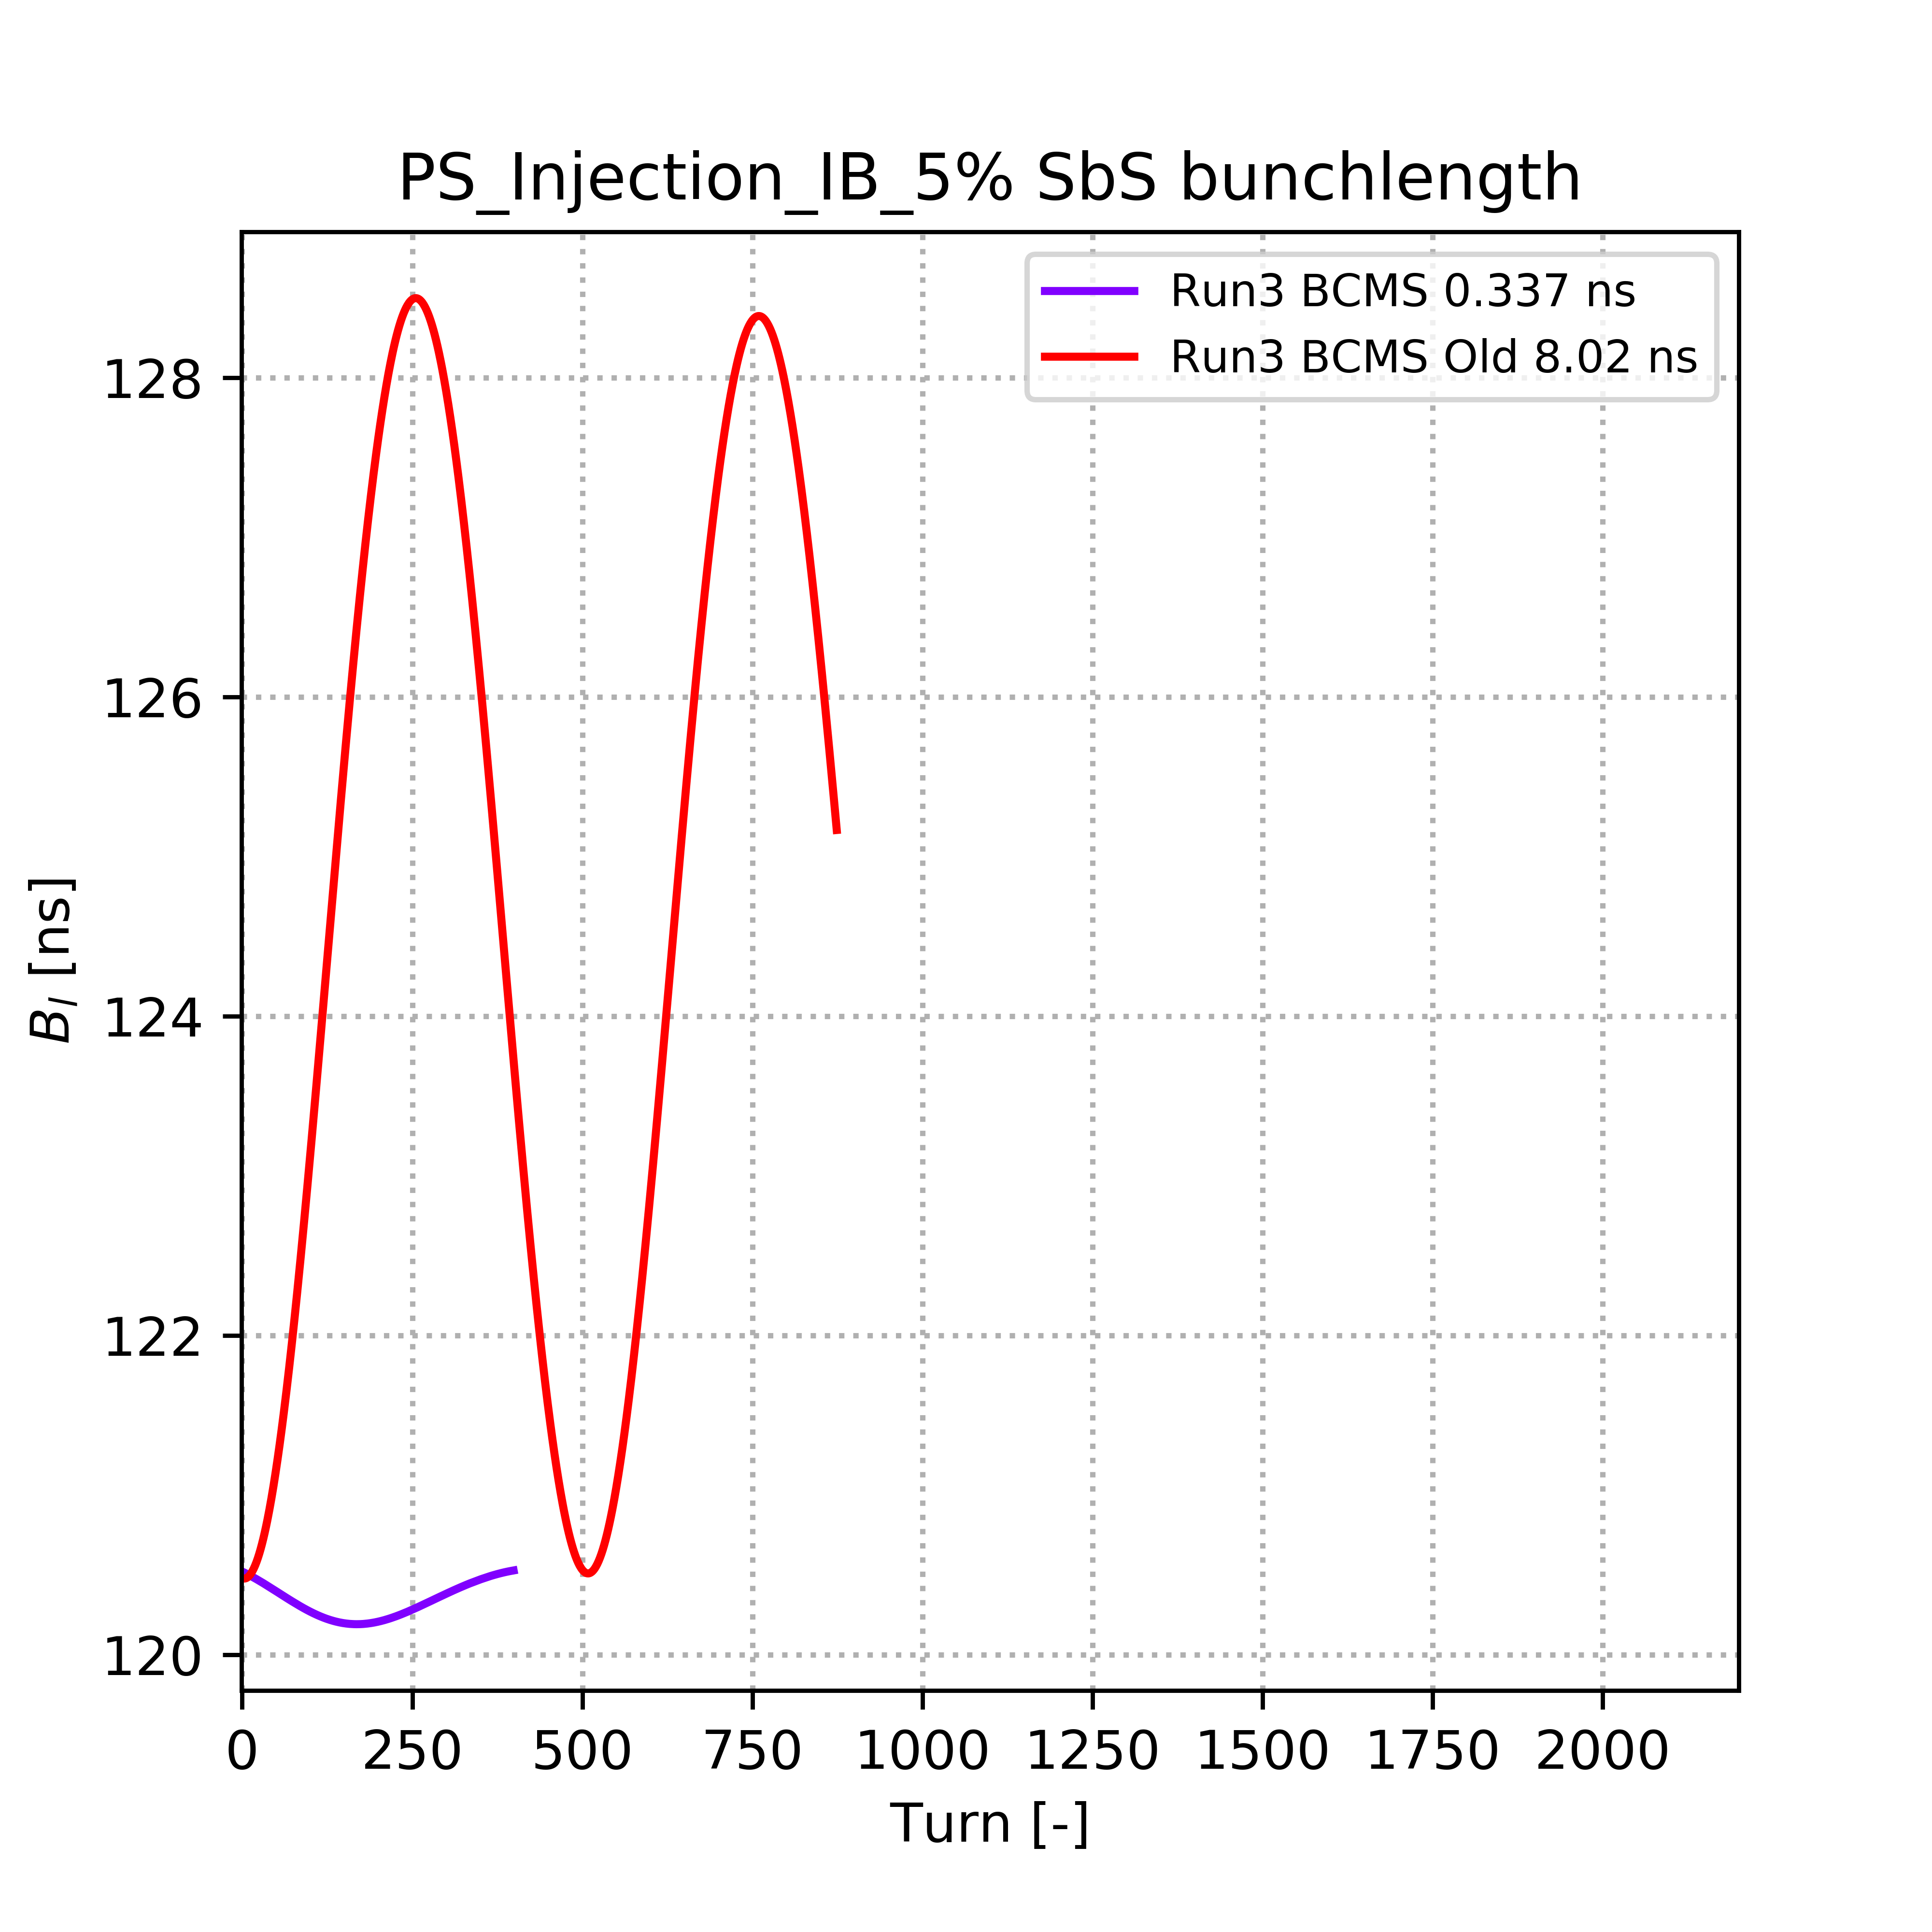 PS_Injection_IB_5% SbS bunchlength
Run3 BCMS 0.337 ns
Run3 BCMS Old 8.02 ns
128
126
124
122
120
B_l [ns]
0 250 500 750 1000 1250 1500 1750 2000
Turn [-]